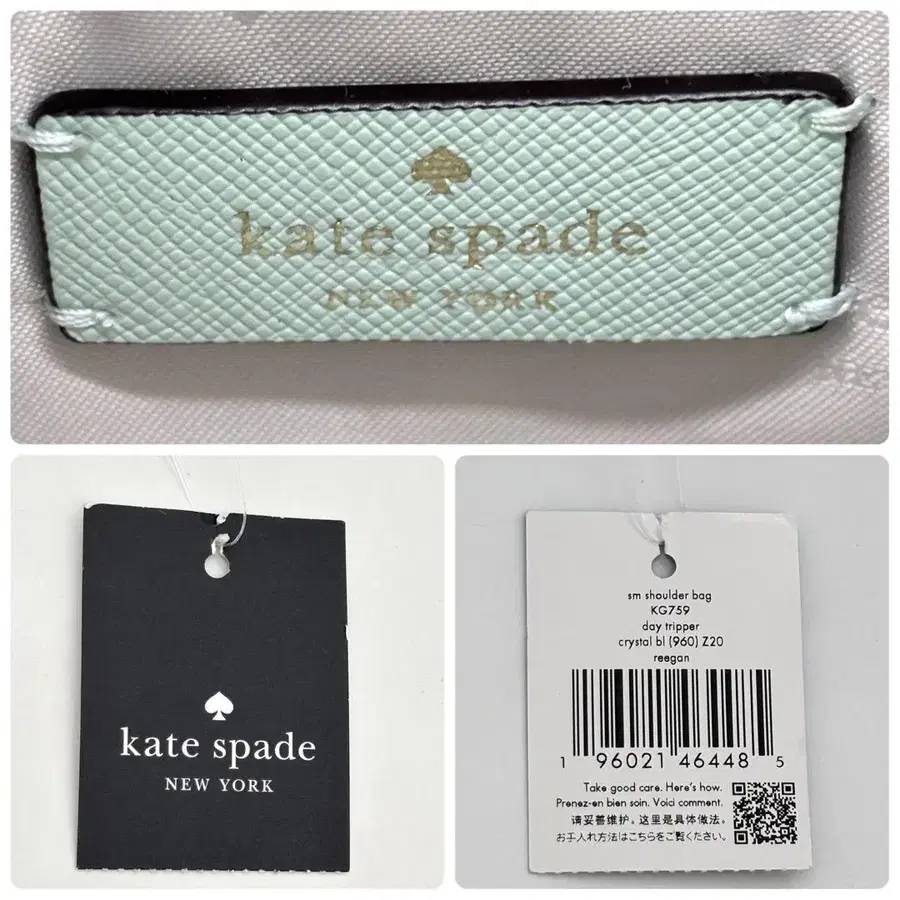 kate spade
NEW YORK
kate spade
NEW YORK
sm shoulder bag
KG759
day tripper
crystal bl (960) Z20
reegan
1 96021 46448 5
Take good care. Here's how.
Prenez-en bien soin. Voici comment.
请妥善维护。这里是具体做法。
お手入れ方法はこちらをご覧ください。